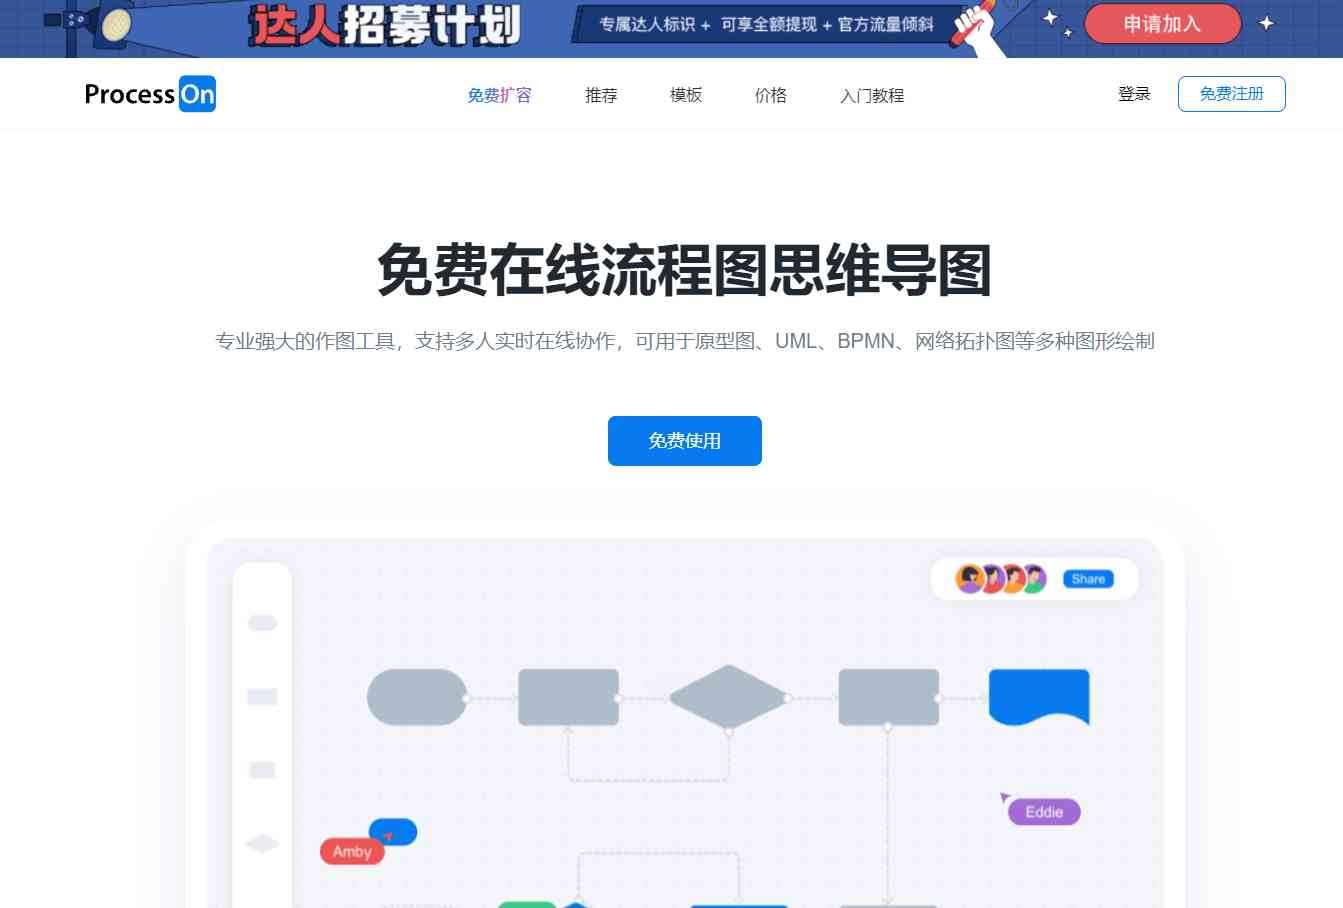 达人招募计划
专属达人标识 + 可享全额提现 + 官方流量倾斜
申请加入
ProcessOn
免费扩容
推荐
模板
价格
入门教程
登录
免费注册
免费在线流程图思维导图
专业强大的作图工具，支持多人实时在线协作，可用于原型图、UML、BPMN、网络拓扑图等多种图形绘制
免费使用
Share
Eddie
Amby